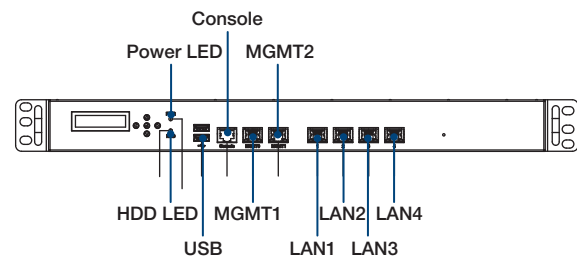 Console
Power LED MGMT2
HDD LED MGMT1 LAN2 LAN4
USB LAN1 LAN3